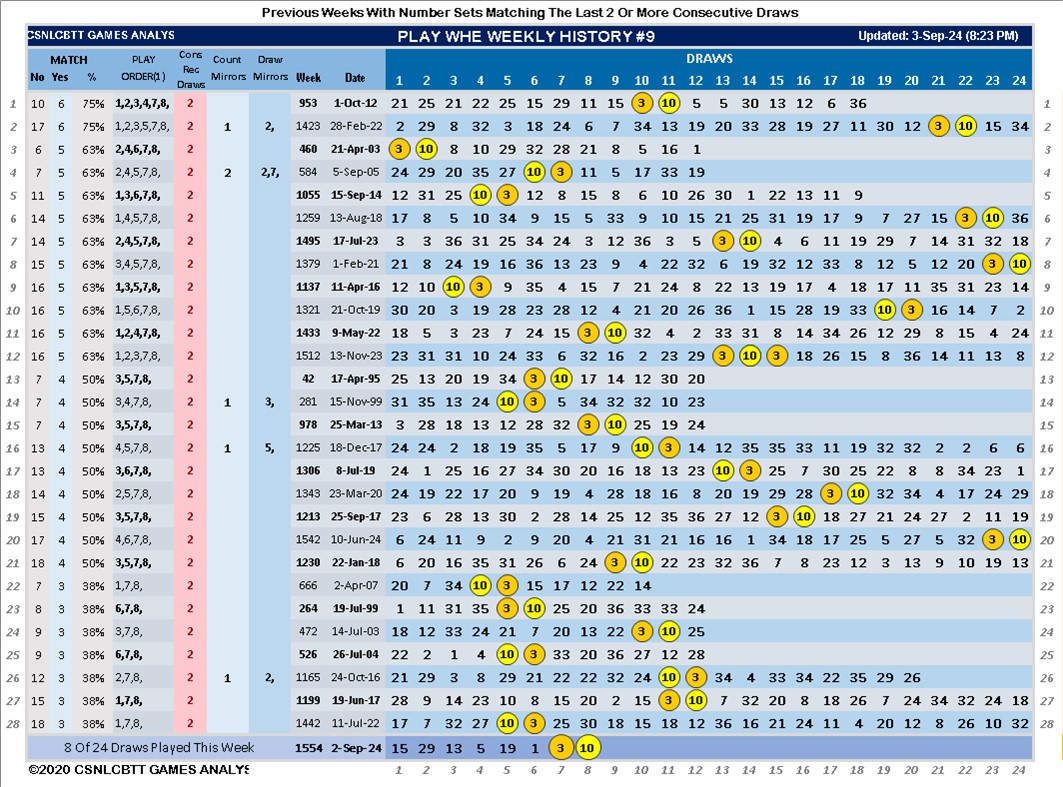 Previous Weeks With Number Sets Matching The Last 2 Or More Consecutive Draws
CSNLCBTT GAMES ANALYS PLAY WHE WEEKLY HISTORY #9 Updated: 3-Sep-24 (8:23 PM)
MATCH PLAY Cons Count Draw DRAWS
No Yes % ORDER(1) Rec Draws Mirrors Mirrors, Week Date 1 2 3 4 5 6 7 8 9 10 11 12 13 14 15 16 17 18 19 20 21 22 23 24
1 10 6 75% 1,2,3,4,7,8, 2 953 1-Oct-12 21 25 21 22 25 15 29 11 15 3 10 5 5 30 13 12 6 36 1
2 17 6 75% 1,2,3,5,7,8, 2 1 2, 1423 28-Feb-22 2 29 8 32 3 18 24 6 7 34 13 19 20 33 28 19 27 11 30 12 3 10 15 34 2
3 6 5 63% 2,4,6,7,8, 2 460 21-Apr-03 3 10 8 10 29 32 28 21 8 5 16 1 3
4 7 5 63% 2,4,5,7,8, 2 2 2,7, 584 5-Sep-05 24 29 20 35 27 10 3 11 5 17 33 19 4
5 11 5 63% 1,3,6,7,8, 2 1055 15-Sep-14 12 31 25 10 3 12 8 15 8 6 10 26 30 1 22 13 11 9 5
6 14 5 63% 1,4,5,7,8, 2 1259 13-Aug-18 17 8 5 10 34 9 15 5 33 9 10 15 21 25 31 19 17 9 7 27 15 3 10 36 6
7 14 5 63% 2,4,5,7,8, 2 1495 17-Jul-23 3 3 36 31 25 34 24 3 12 36 3 5 3 10 4 6 11 19 29 7 14 31 32 18 7
8 15 5 63% 3,4,5,7,8, 2 1379 1-Feb-21 21 8 24 19 16 36 13 23 9 4 22 32 6 19 32 12 33 8 12 5 12 20 3 10 8
9 16 5 63% 1,3,5,7,8, 2 1137 11-Apr-16 12 10 10 3 9 35 4 15 7 21 24 8 22 13 19 17 4 18 17 11 35 31 23 14 9
10 16 5 63% 1,5,6,7,8, 2 1321 21-Oct-19 30 20 3 19 28 23 28 12 4 21 20 26 36 1 15 28 19 33 10 3 16 14 7 2 10
11 16 5 63% 1,2,4,7,8, 2 1433 9-May-22 18 5 3 23 7 24 15 3 10 32 4 2 33 31 8 14 34 26 12 29 8 15 4 24 11
12 16 5 63% 1,2,3,7,8, 2 1512 13-Nov-23 23 31 31 10 24 33 6 32 16 2 23 29 3 10 3 18 26 15 8 36 14 11 13 8 12
13 7 4 50% 3,5,7,8, 2 42 17-Apr-95 25 13 20 19 34 3 10 17 14 12 30 20 13
14 7 4 50% 3,4,7,8, 2 1 3, 281 15-Nov-99 31 35 13 24 10 3 5 34 32 32 10 23 14
15 7 4 50% 3,5,7,8, 2 978 25-Mar-13 3 28 18 13 12 28 32 3 10 25 19 24 15
16 13 4 50% 4,5,7,8, 2 1 5, 1225 18-Dec-17 24 24 2 18 19 35 5 17 9 10 3 14 12 35 35 33 11 19 32 32 2 2 6 6 16
17 13 4 50% 3,6,7,8, 2 1306 8-Jul-19 24 1 25 16 27 34 30 20 16 18 13 23 10 3 25 7 30 25 22 8 8 34 23 1 17
18 14 4 50% 2,5,7,8, 2 1343 23-Mar-20 24 19 22 17 20 9 19 4 28 18 16 8 20 19 29 28 3 10 32 34 4 17 24 29 18
19 15 4 50% 3,5,7,8, 2 1213 25-Sep-17 23 6 28 13 30 2 28 14 25 12 35 36 27 12 3 10 18 27 21 24 27 2 11 19 19
20 17 4 50% 4,6,7,8, 2 1542 10-Jun-24 6 24 11 9 2 9 20 4 21 31 21 16 16 1 34 18 17 25 5 27 5 32 3 10 20
21 18 4 50% 3,5,7,8, 2 1230 22-Jan-18 6 20 16 35 31 26 6 24 3 10 22 23 32 36 7 8 23 12 3 13 9 10 19 13 21
22 7 3 38% 1,7,8, 2 666 2-Apr-07 20 7 34 10 3 15 17 12 22 14 22
23 8 3 38% 6,7,8, 2 264 19-Jul-99 1 11 31 35 3 10 25 20 36 33 33 24 23
24 9 3 38% 3,7,8, 2 472 14-Jul-03 18 12 33 24 21 7 20 13 22 3 10 25 24
25 9 3 38% 6,7,8, 2 526 26-Jul-04 22 2 1 4 10 3 33 20 36 27 12 28 25
26 12 3 38% 2,7,8, 2 1 2, 1165 24-Oct-16 21 29 3 8 29 21 22 22 32 24 10 3 34 4 33 34 22 35 29 26 26
27 15 3 38% 1,7,8, 2 1199 19-Jun-17 28 9 14 23 10 8 15 20 2 15 3 10 7 32 20 8 18 26 7 24 34 32 24 18 27
28 18 3 38% 1,7,8, 2 1442 11-Jul-22 17 7 32 27 10 3 25 30 28 18 15 18 12 36 16 21 24 11 4 20 12 8 26 10 32 28
8 Of 24 Draws Played This Week 1554 2-Sep-24 15 29 13 5 19 1 3 10
©2020 CSNLCBTT GAMES ANALYS 1 2 3 4 5 6 7 8 9 10 11 12 13 14 15 16 17 18 19 20 21 22 23 24